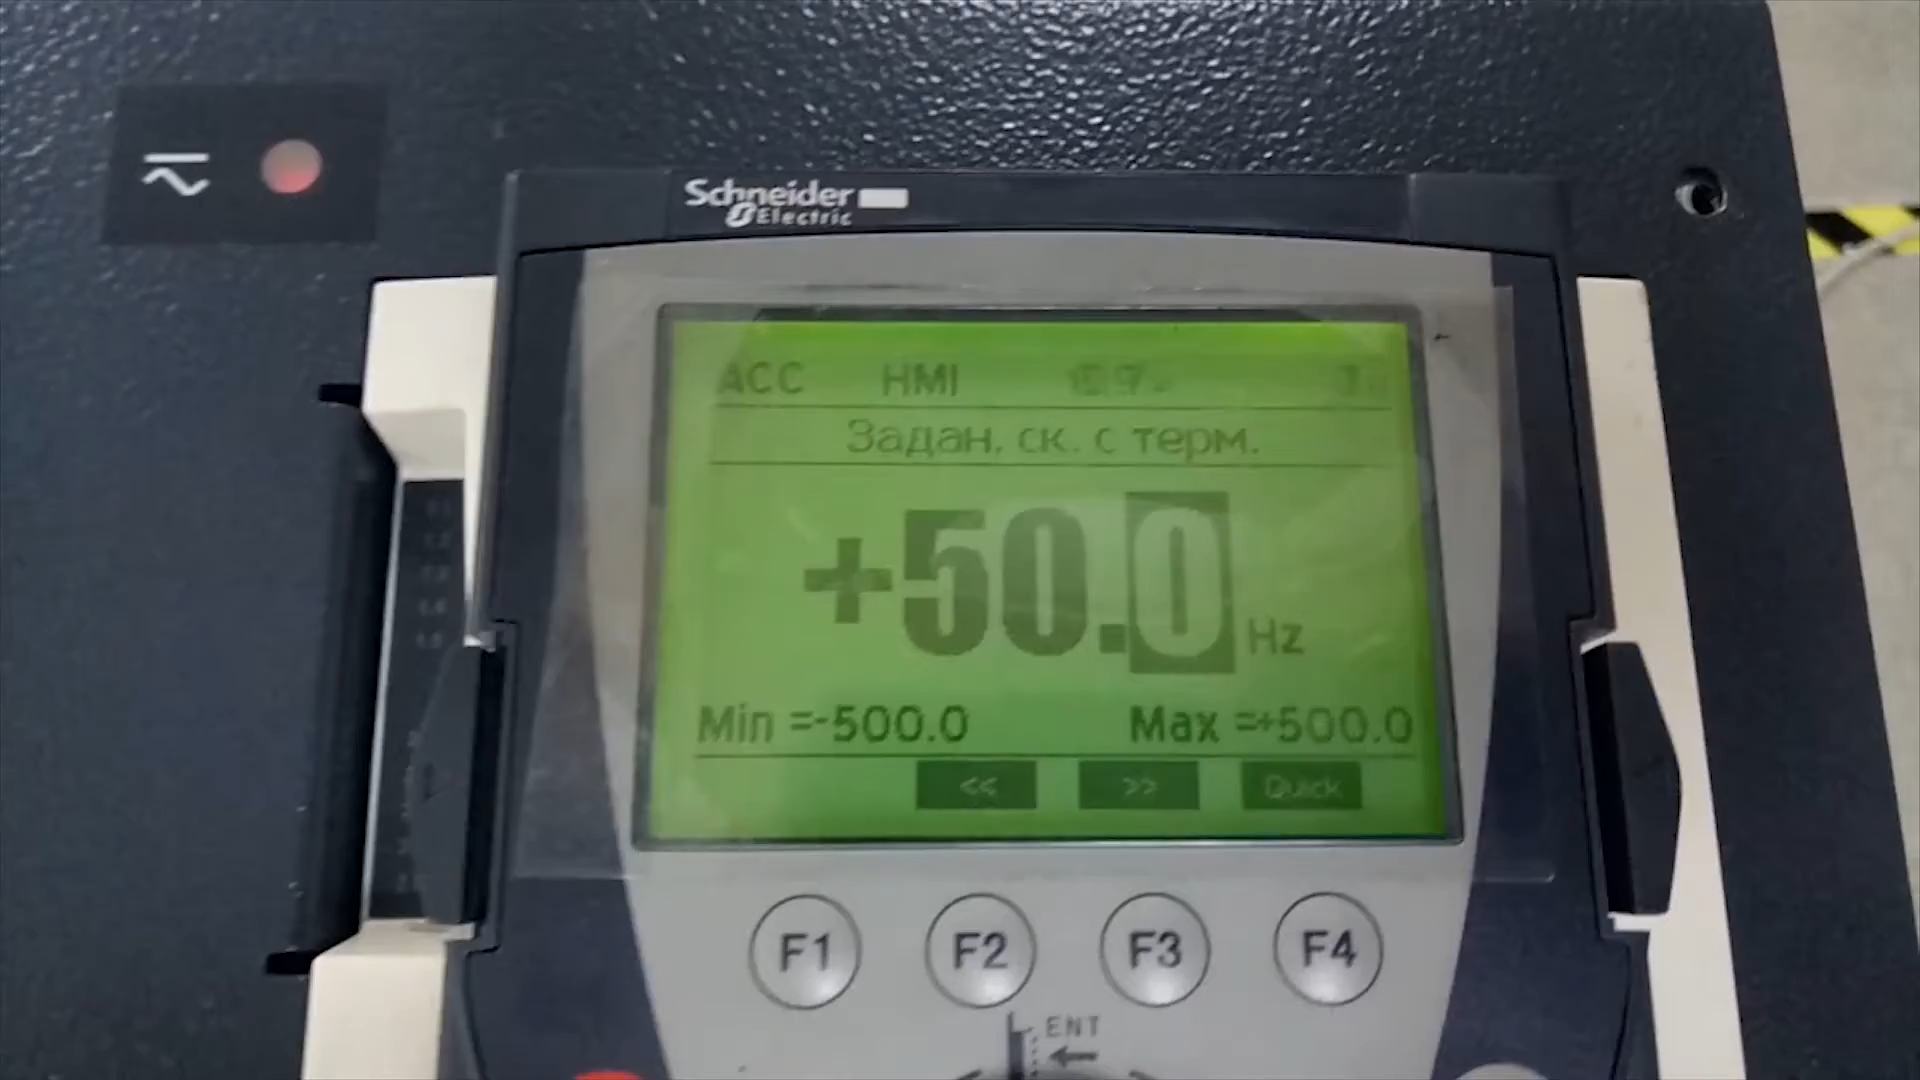 Schneider
Electric
ACC HMI
Задан. ск. с терм.
+50.0 Hz
Min =-500.0 Max =+500.0
<< >> Quick
F1 F2 F3 F4
ENT